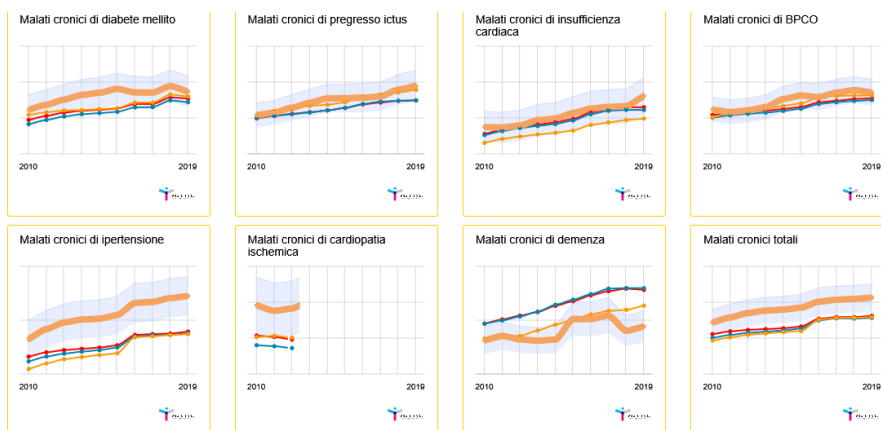 Malati cronici di diabete mellito
Malati cronici di pregresso ictus
Malati cronici di insufficienza
cardiaca
Malati cronici di BPCO
2010
2019
2010
2019
2010
2019
2010
2019
Malati cronici di ipertensione
Malati cronici di cardiopatia
ischemica
Malati cronici di demenza
Malati cronici totali
2010
2019
2010
2019
2010
2019
2010
2019